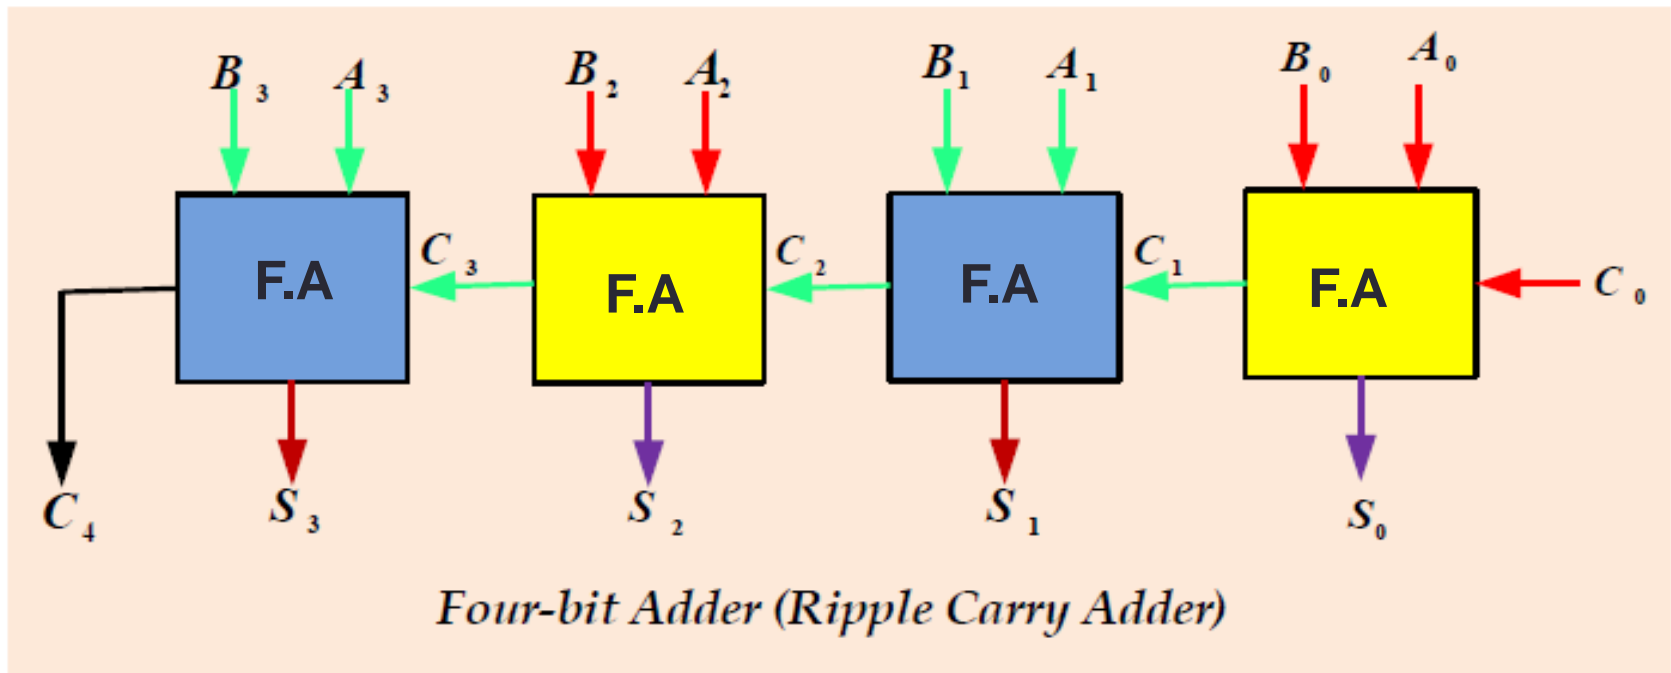 B₃ A₃ B₂ A₂ B₁ A₁ B₀ A₀
F.A C₃ F.A C₂ F.A C₁ F.A C₀
C₄ S₃ S₂ S₁ S₀
Four-bit Adder (Ripple Carry Adder)